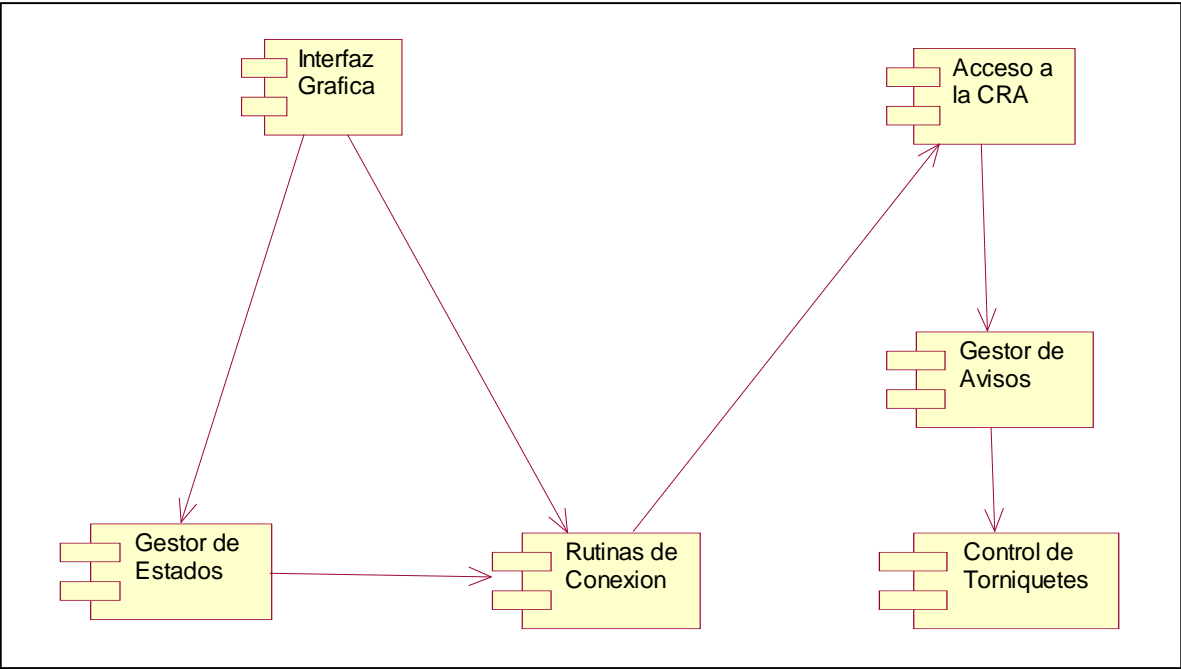 Interfaz
Grafica
Acceso a
la CRA
Gestor de
Avisos
Gestor de
Estados
Rutinas de
Conexion
Control de
Torniquetes